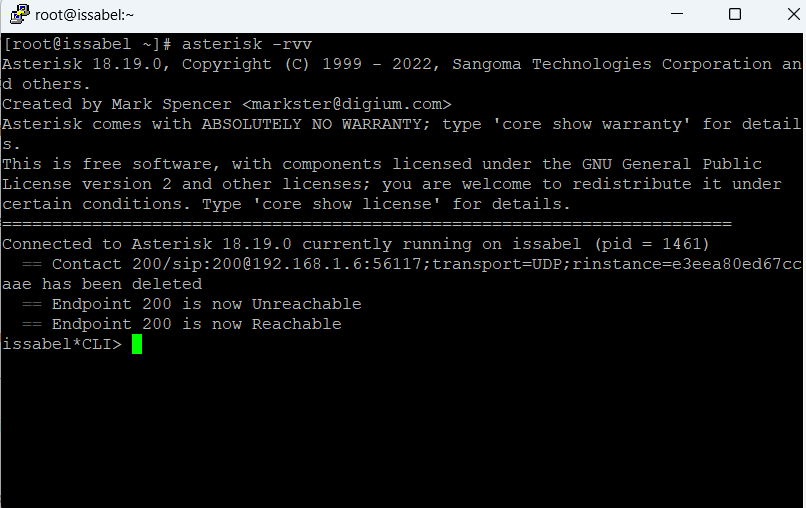 root@issabel:~
[root@issabel ~]# asterisk -rvv
Asterisk 18.19.0, Copyright (C) 1999 - 2022, Sangoma Technologies Corporation an
d others.
Created by Mark Spencer <markster@digium.com>
Asterisk comes with ABSOLUTELY NO WARRANTY; type 'core show warranty' for detail
s.
This is free software, with components licensed under the GNU General Public
License version 2 and other licenses; you are welcome to redistribute it under
certain conditions. Type 'core show license' for details.
=========================================================================
Connected to Asterisk 18.19.0 currently running on issabel (pid = 1461)
  == Contact 200/sip:200@192.168.1.6:56117;transport=UDP;rinstance=e3eea80ed67cc
aae has been deleted
  == Endpoint 200 is now Unreachable
  == Endpoint 200 is now Reachable
issabel*CLI>